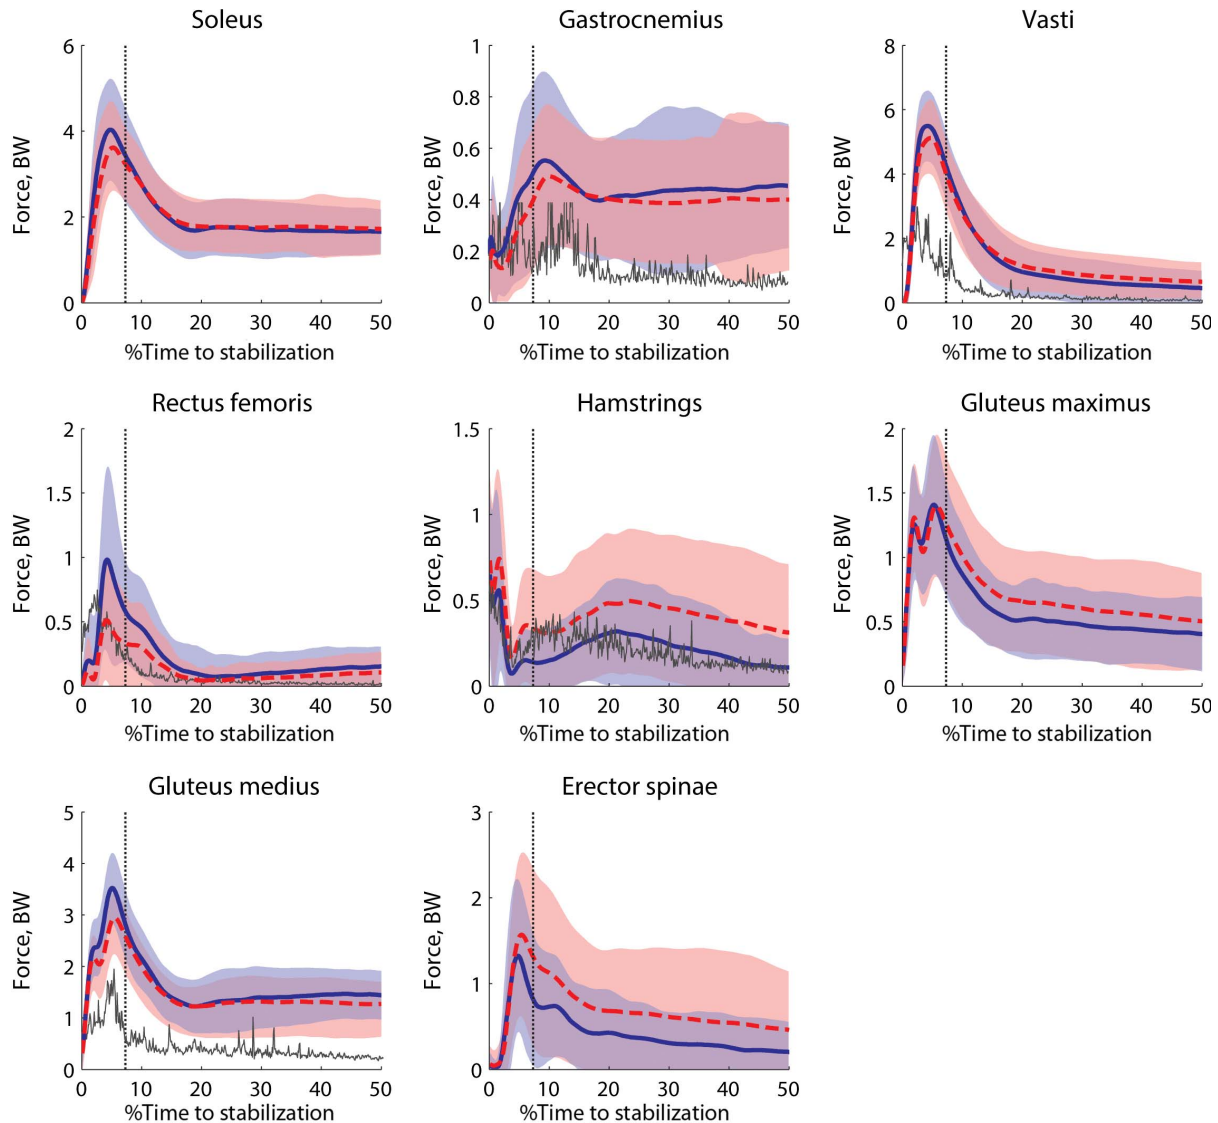 Soleus
Gastrocnemius
Vasti
Force, BW
6
4
2
0
0 10 20 30 40 50
%Time to stabilization
Force, BW
1
0.8
0.6
0.4
0.2
0
0 10 20 30 40 50
%Time to stabilization
Force, BW
8
6
4
2
0
0 10 20 30 40 50
%Time to stabilization
Rectus femoris
Hamstrings
Gluteus maximus
Force, BW
2
1.5
1
0.5
0
0 10 20 30 40 50
%Time to stabilization
Force, BW
1.5
1
0.5
0
0 10 20 30 40 50
%Time to stabilization
Force, BW
2
1.5
1
0.5
0
0 10 20 30 40 50
%Time to stabilization
Gluteus medius
Erector spinae
Force, BW
5
4
3
2
1
0
0 10 20 30 40 50
%Time to stabilization
Force, BW
3
2
1
0
0 10 20 30 40 50
%Time to stabilization